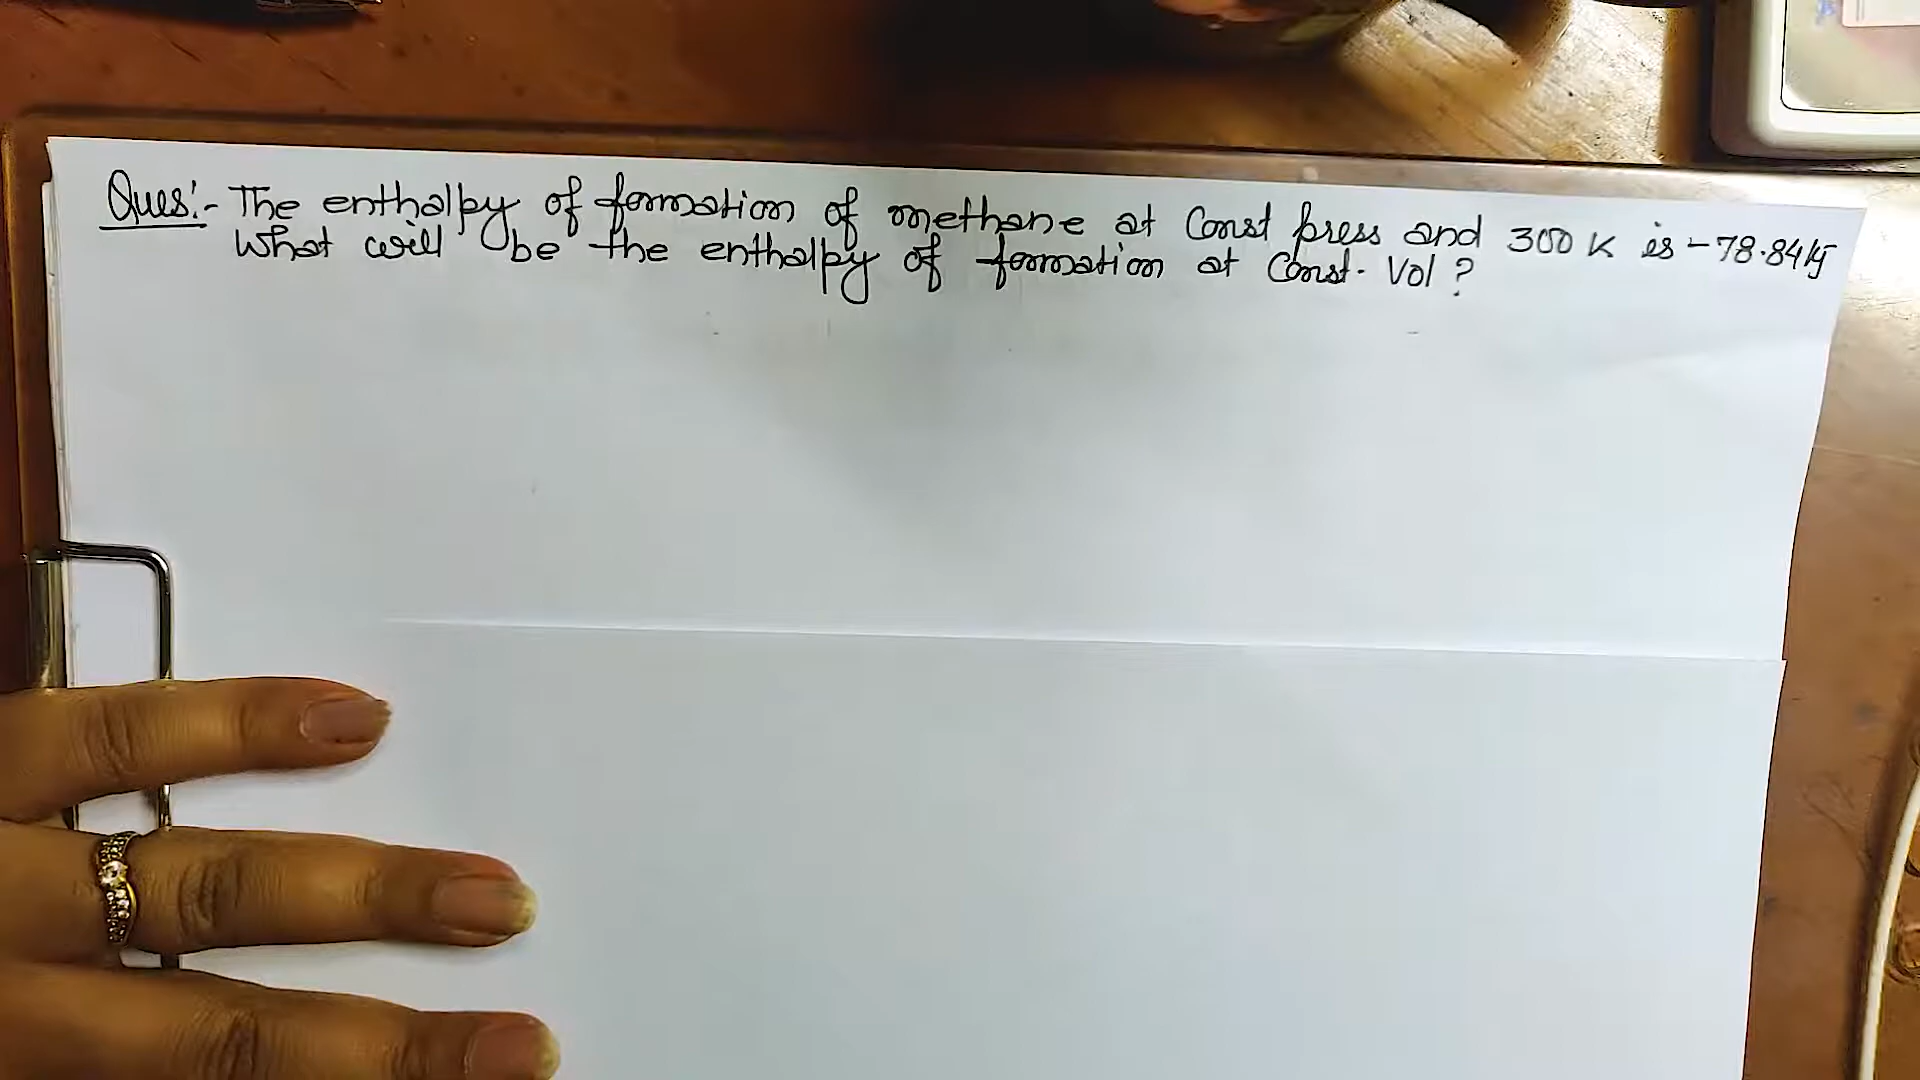 Ques:- The enthalpy of formation of methane at Const press and 300 K is -78.84 kJ
What will be the enthalpy of formation at Const. Vol ?